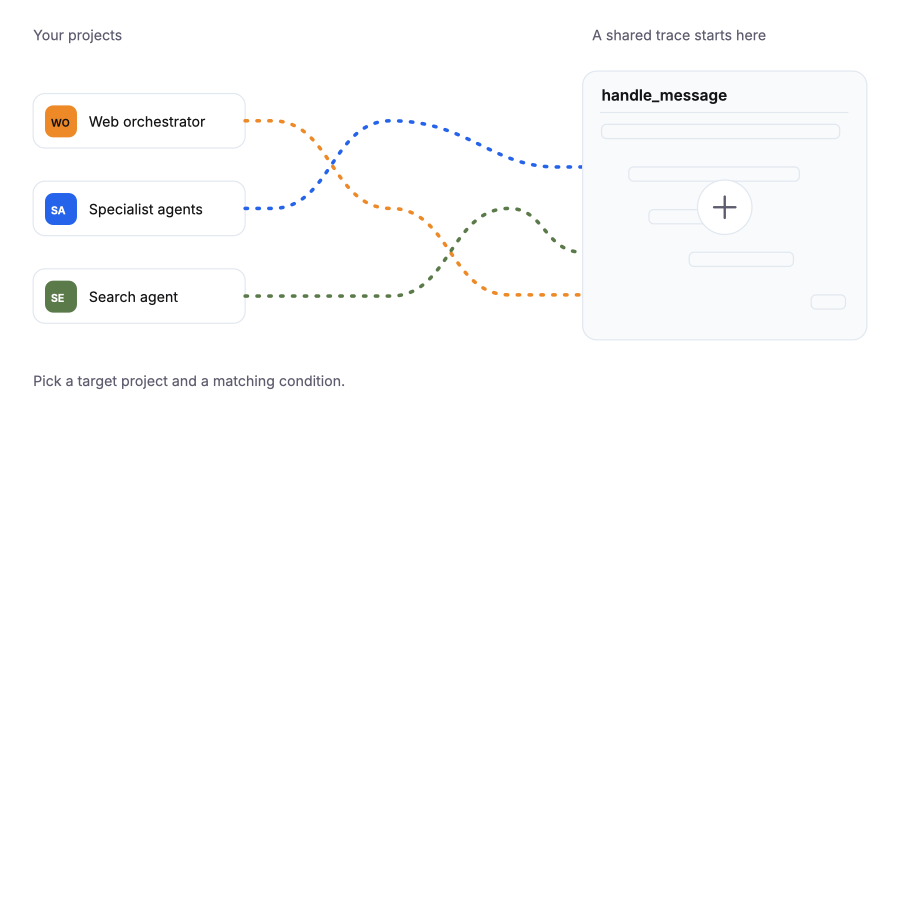 Your projects
A shared trace starts here
handle_message
WO Web orchestrator
SA Specialist agents
SE Search agent
Pick a target project and a matching condition.